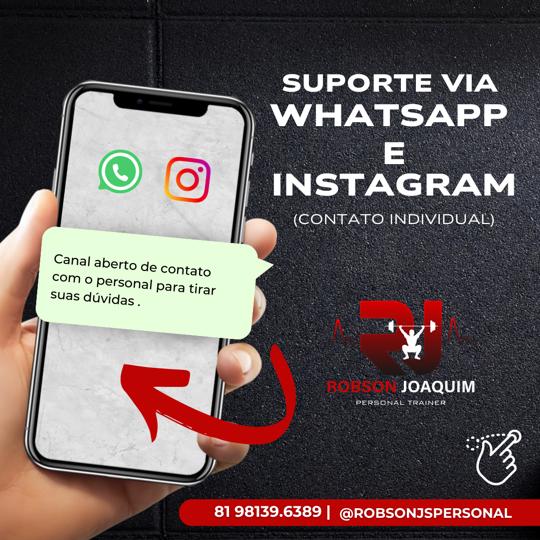 SUPORTE VIA
WHATSAPP
E
INSTAGRAM
(CONTATO INDIVIDUAL)
Canal aberto de contato
com o personal para tirar
suas dúvidas .
RJ
ROBSON JOAQUIM
PERSONAL TRAINER
81 98139.6389 | @ROBSONJSPERSONAL